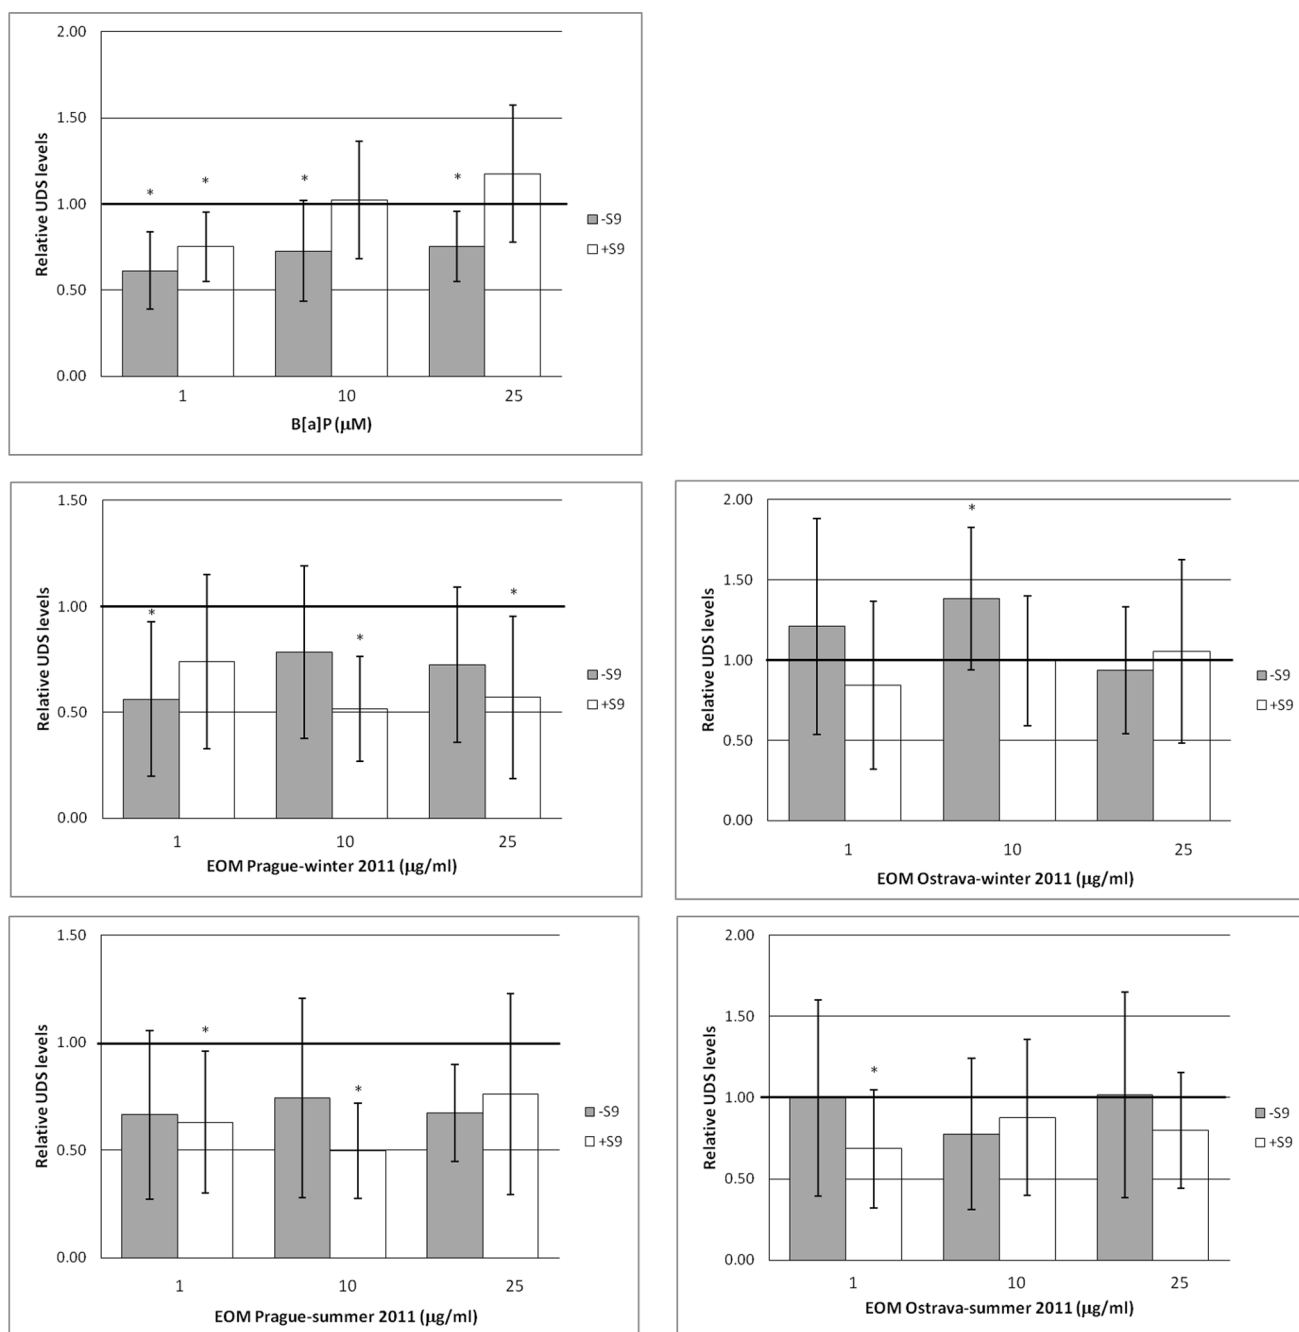 2.00
1.50
1.00
0.50
0.00
Relative UDS levels
* * * *
-S9
+S9
1 10 25
B[a]P (µM)
1.50
1.00
0.50
0.00
Relative UDS levels
* * *
-S9
+S9
1 10 25
EOM Prague-winter 2011 (µg/ml)
2.00
1.50
1.00
0.50
0.00
Relative UDS levels
*
-S9
+S9
1 10 25
EOM Ostrava-winter 2011 (µg/ml)
1.50
1.00
0.50
0.00
Relative UDS levels
* *
-S9
+S9
1 10 25
EOM Prague-summer 2011 (µg/ml)
2.00
1.50
1.00
0.50
0.00
Relative UDS levels
*
-S9
+S9
1 10 25
EOM Ostrava-summer 2011 (µg/ml)